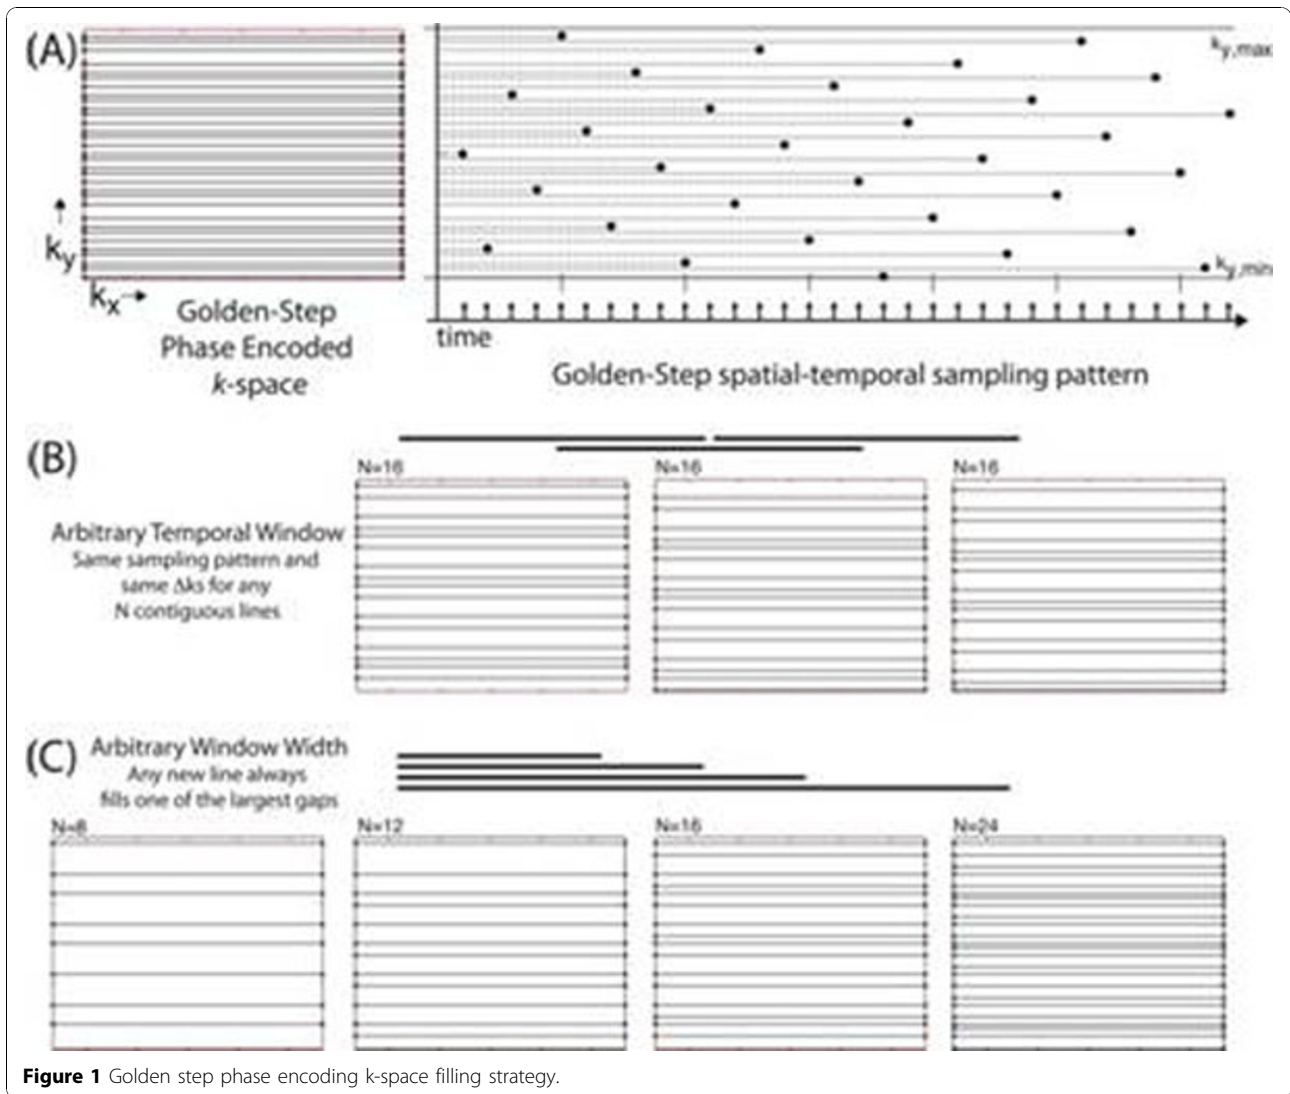 (A)
k_y,max
k_y
k_y,min
k_x
time
Golden-Step
Phase Encoded
k-space
Golden-Step spatial-temporal sampling pattern
(B)
N=16
N=16
N=16
Arbitrary Temporal Window
Same sampling pattern and
same Δks for any
N contiguous lines
(C)
Arbitrary Window Width
Any new line always
fills one of the largest gaps
N=8
N=12
N=16
N=24
Figure 1 Golden step phase encoding k-space filling strategy.